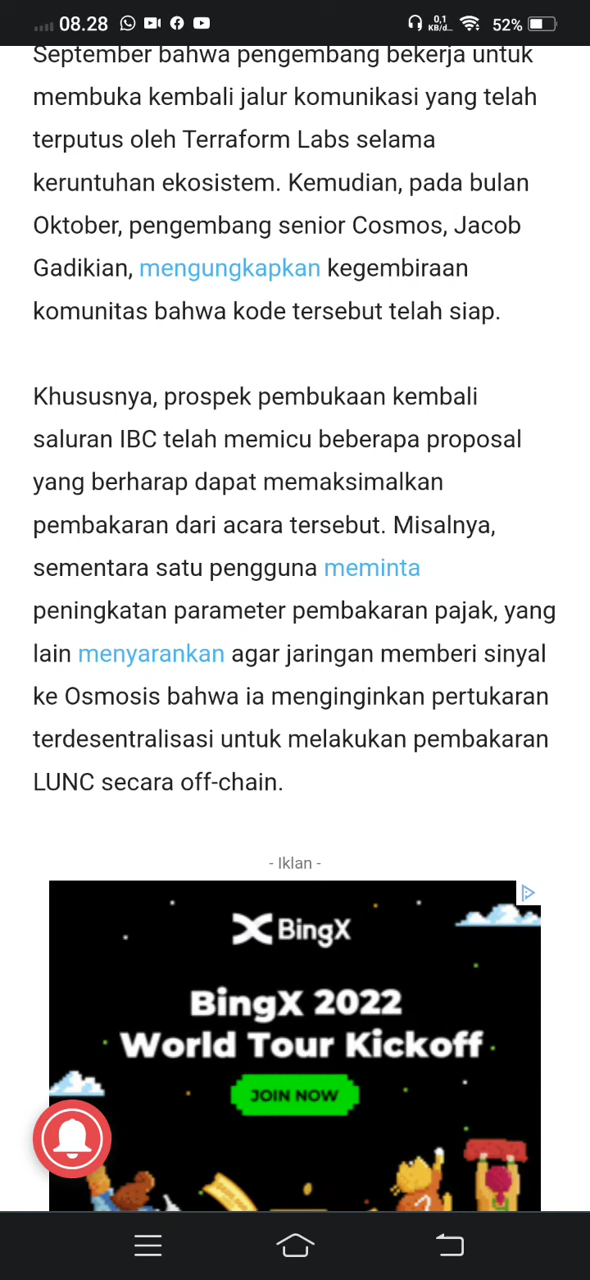 08.28
0,1
KB/d...
52%
September bahwa pengembang bekerja untuk
membuka kembali jalur komunikasi yang telah
terputus oleh Terraform Labs selama
keruntuhan ekosistem. Kemudian, pada bulan
Oktober, pengembang senior Cosmos, Jacob
Gadikian, mengungkapkan kegembiraan
komunitas bahwa kode tersebut telah siap.
Khususnya, prospek pembukaan kembali
saluran IBC telah memicu beberapa proposal
yang berharap dapat memaksimalkan
pembakaran dari acara tersebut. Misalnya,
sementara satu pengguna meminta
peningkatan parameter pembakaran pajak, yang
lain menyarankan agar jaringan memberi sinyal
ke Osmosis bahwa ia menginginkan pertukaran
terdesentralisasi untuk melakukan pembakaran
LUNC secara off-chain.
- Iklan -
BingX
BingX 2022
World Tour Kickoff
JOIN NOW